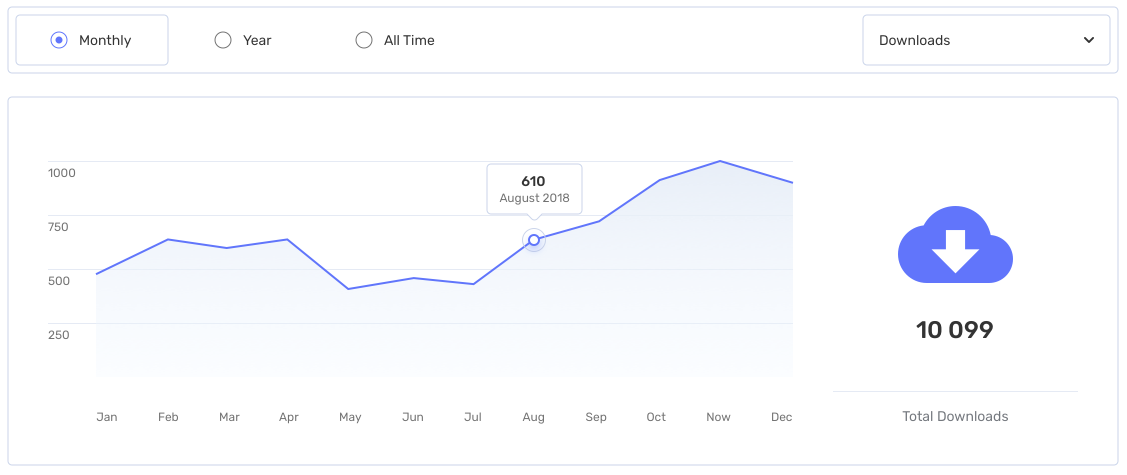 Monthly
Year
All Time
Downloads
1000
750
500
250
610
August 2018
Jan Feb Mar Apr May Jun Jul Aug Sep Oct Now Dec
10 099
Total Downloads